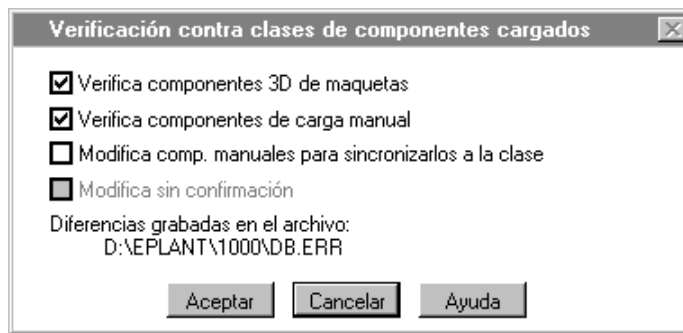 Verificación contra clases de componentes cargados
Verifica componentes 3D de maquetas
Verifica componentes de carga manual
Modifica comp. manuales para sincronizarlos a la clase
Modifica sin confirmación
Diferencias grabadas en el archivo:
D:\EPLANT\1000\DB.ERR
Aceptar Cancelar Ayuda